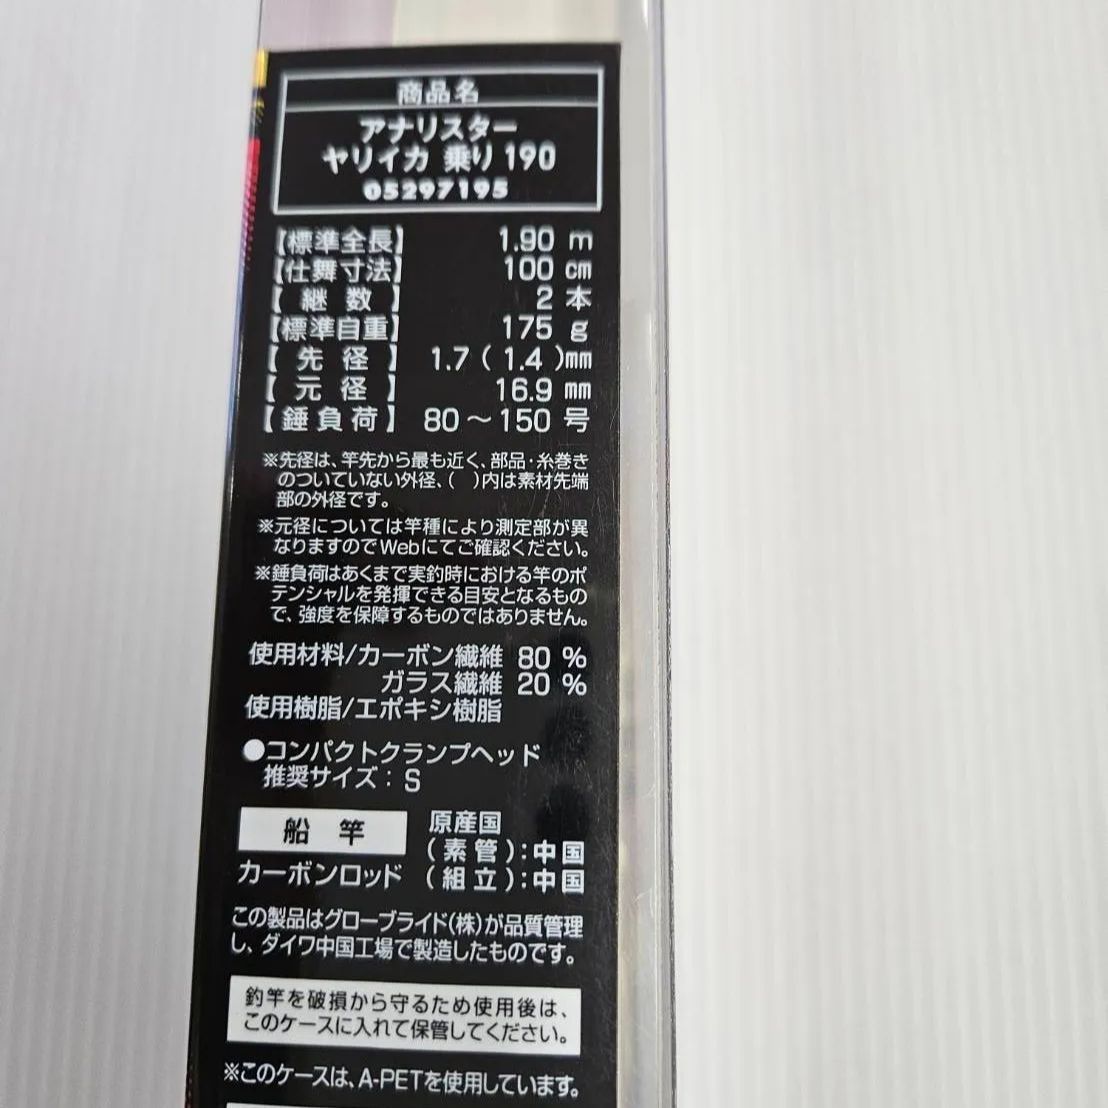 商品名
アナリスター
ヤリイカ 乗り 190
05297195
【標準全長】 1.90 m
【仕舞寸法】 100 cm
【継数】 2 本
【標準自重】 175 g
【先径】 1.7 ( 1.4 )mm
【元径】 16.9 mm
【錘負荷】 80～150 号
※先径は、竿先から最も近く、部品・糸巻き
のついていない外径、( )内は素材先端
部の外径です。
※元径については竿種により測定部が異
なりますのでWebにてご確認ください。
※錘負荷はあくまで実釣時における竿のポ
テンシャルを発揮できる目安となるもの
で、強度を保障するものではありません。
使用材料/カーボン繊維 80 %
ガラス繊維 20 %
使用樹脂/エポキシ樹脂
●コンパクトクランプヘッド
推奨サイズ：S
船竿
カーボンロッド
原産国
(素管):中国
(組立):中国
この製品はグローブライド(株)が品質管理
し、ダイワ中国工場で製造したものです。
釣竿を破損から守るため使用後は、
このケースに入れて保管してください。
※このケースは、A-PETを使用しています。